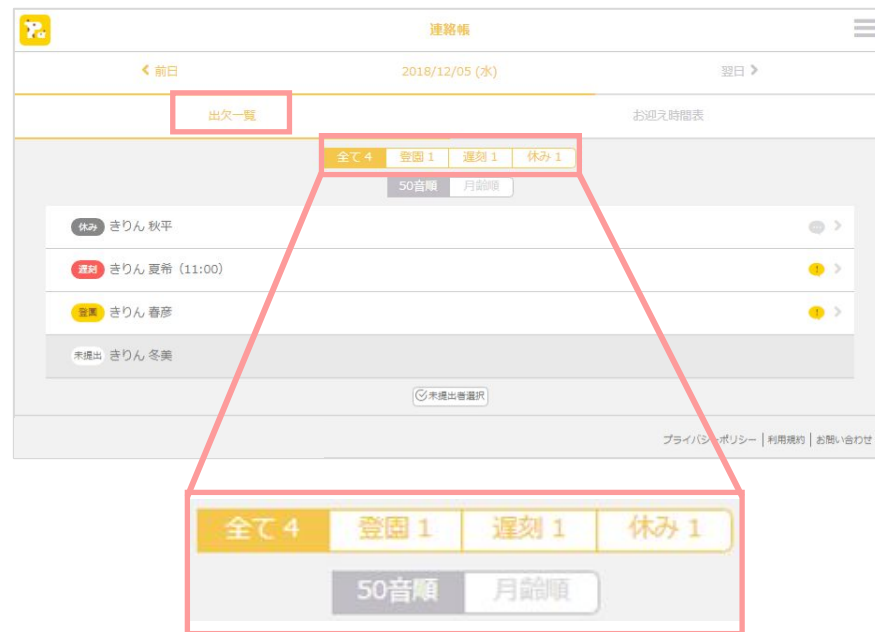 連絡帳
前日 2018/12/05 (水) 翌日
出欠一覧 お迎え時間表
全て 4 登園 1 遅刻 1 休み 1
50音順 月齢順
休み きりん 秋平
遅刻 きりん 夏希（11:00）
登園 きりん 春彦
未提出 きりん 冬美
未提出者選択
プライバシーポリシー | 利用規約 | お問い合わせ
全て 4 登園 1 遅刻 1 休み 1
50音順 月齢順